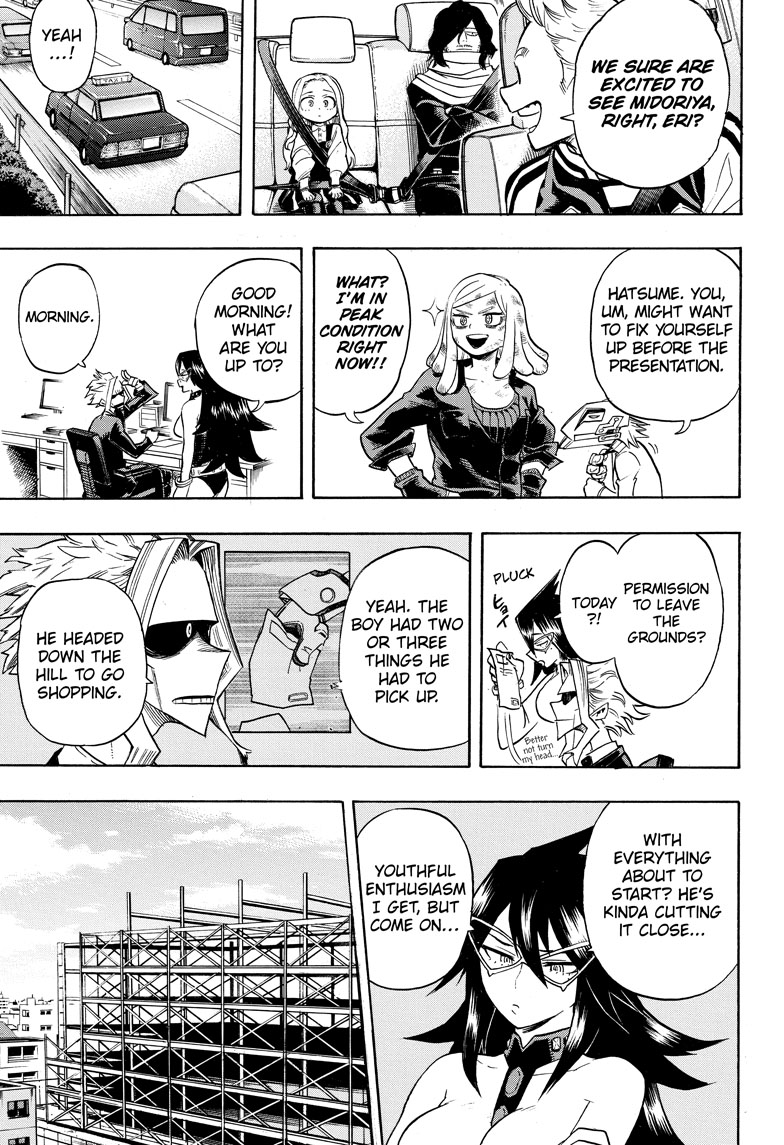 WE SURE ARE
EXCITED TO
SEE MIDORIYA,
RIGHT, ERI?
YEAH
...!
TAXI
HATSUME. YOU,
UM, MIGHT WANT
TO FIX YOURSELF
UP BEFORE THE
PRESENTATION.
WHAT?
I'M IN
PEAK
CONDITION
RIGHT
NOW!!
GOOD
MORNING!
WHAT
ARE YOU
UP TO?
MORNING.
PERMISSION
TO LEAVE
THE
GROUNDS?
TODAY
?!
PLUCK
ヒョイ
Better
not turn
my head...
YEAH. THE
BOY HAD TWO
OR THREE
THINGS HE
HAD TO
PICK UP.
HE HEADED
DOWN THE
HILL TO GO
SHOPPING.
WITH
EVERYTHING
ABOUT TO
START? HE'S
KINDA CUTTING
IT CLOSE...
YOUTHFUL
ENTHUSIASM
I GET, BUT
COME ON...